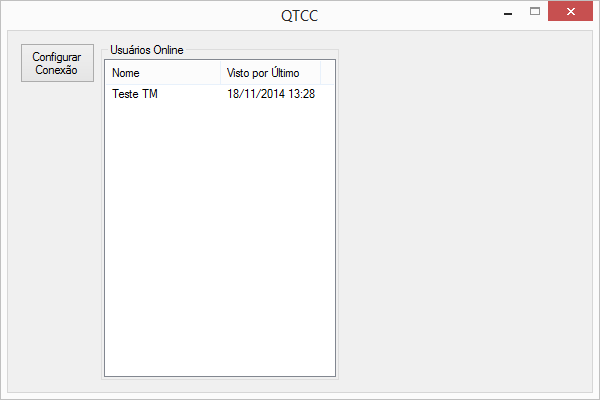 QTCC
Configurar
Conexão
Usuários Online
Nome Visto por Último
Teste TM 18/11/2014 13:28